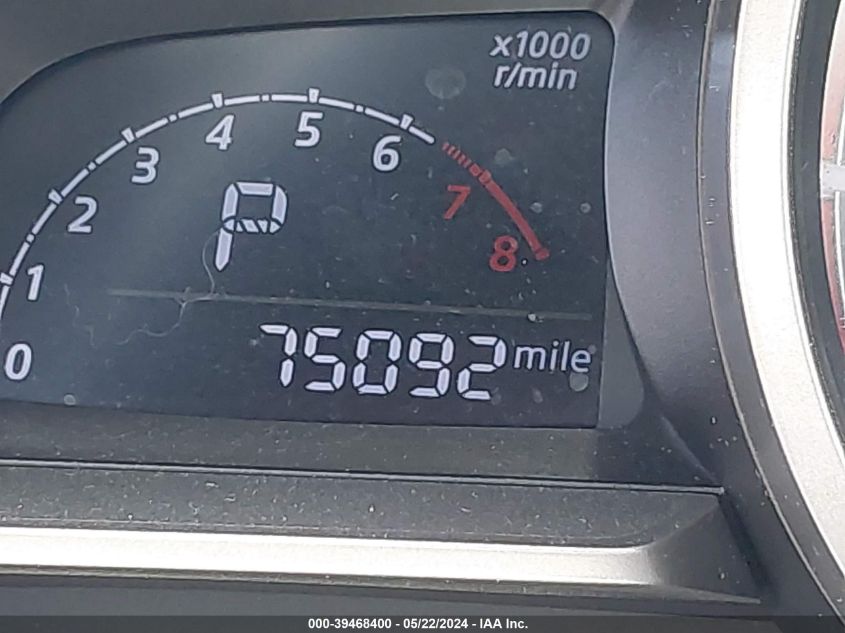 x1000
r/min
0 1 2 3 4 5 6 7 8
P
75092 mile
000-39468400 - 05/22/2024 - IAA Inc.